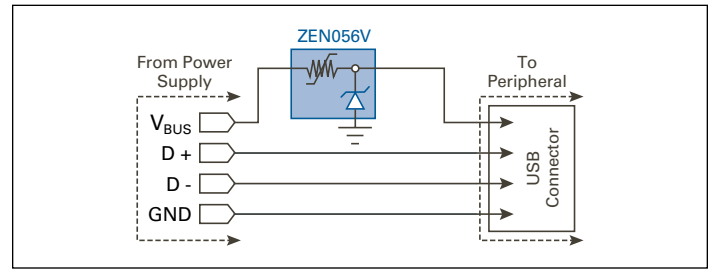 ZEN056V
From Power
Supply
To
Peripheral
VBUS
D +
D -
GND
USB
Connector